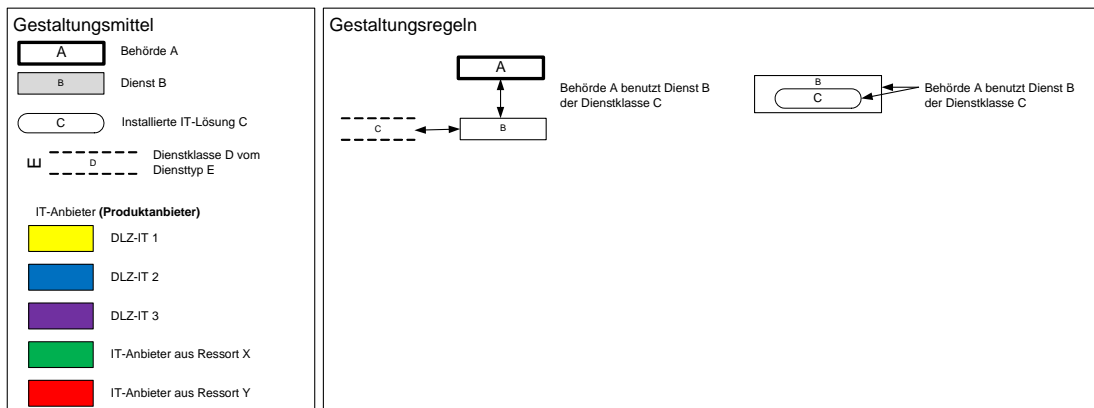 Gestaltungsmittel
A
Behörde A
B
Dienst B
C
Installierte IT-Lösung C
E
D
Dienstklasse D vom
Diensttyp E
IT-Anbieter (Produktanbieter)
DLZ-IT 1
DLZ-IT 2
DLZ-IT 3
IT-Anbieter aus Ressort X
IT-Anbieter aus Ressort Y
Gestaltungsregeln
A
Behörde A benutzt Dienst B
der Dienstklasse C
C
B
B
C
Behörde A benutzt Dienst B
der Dienstklasse C